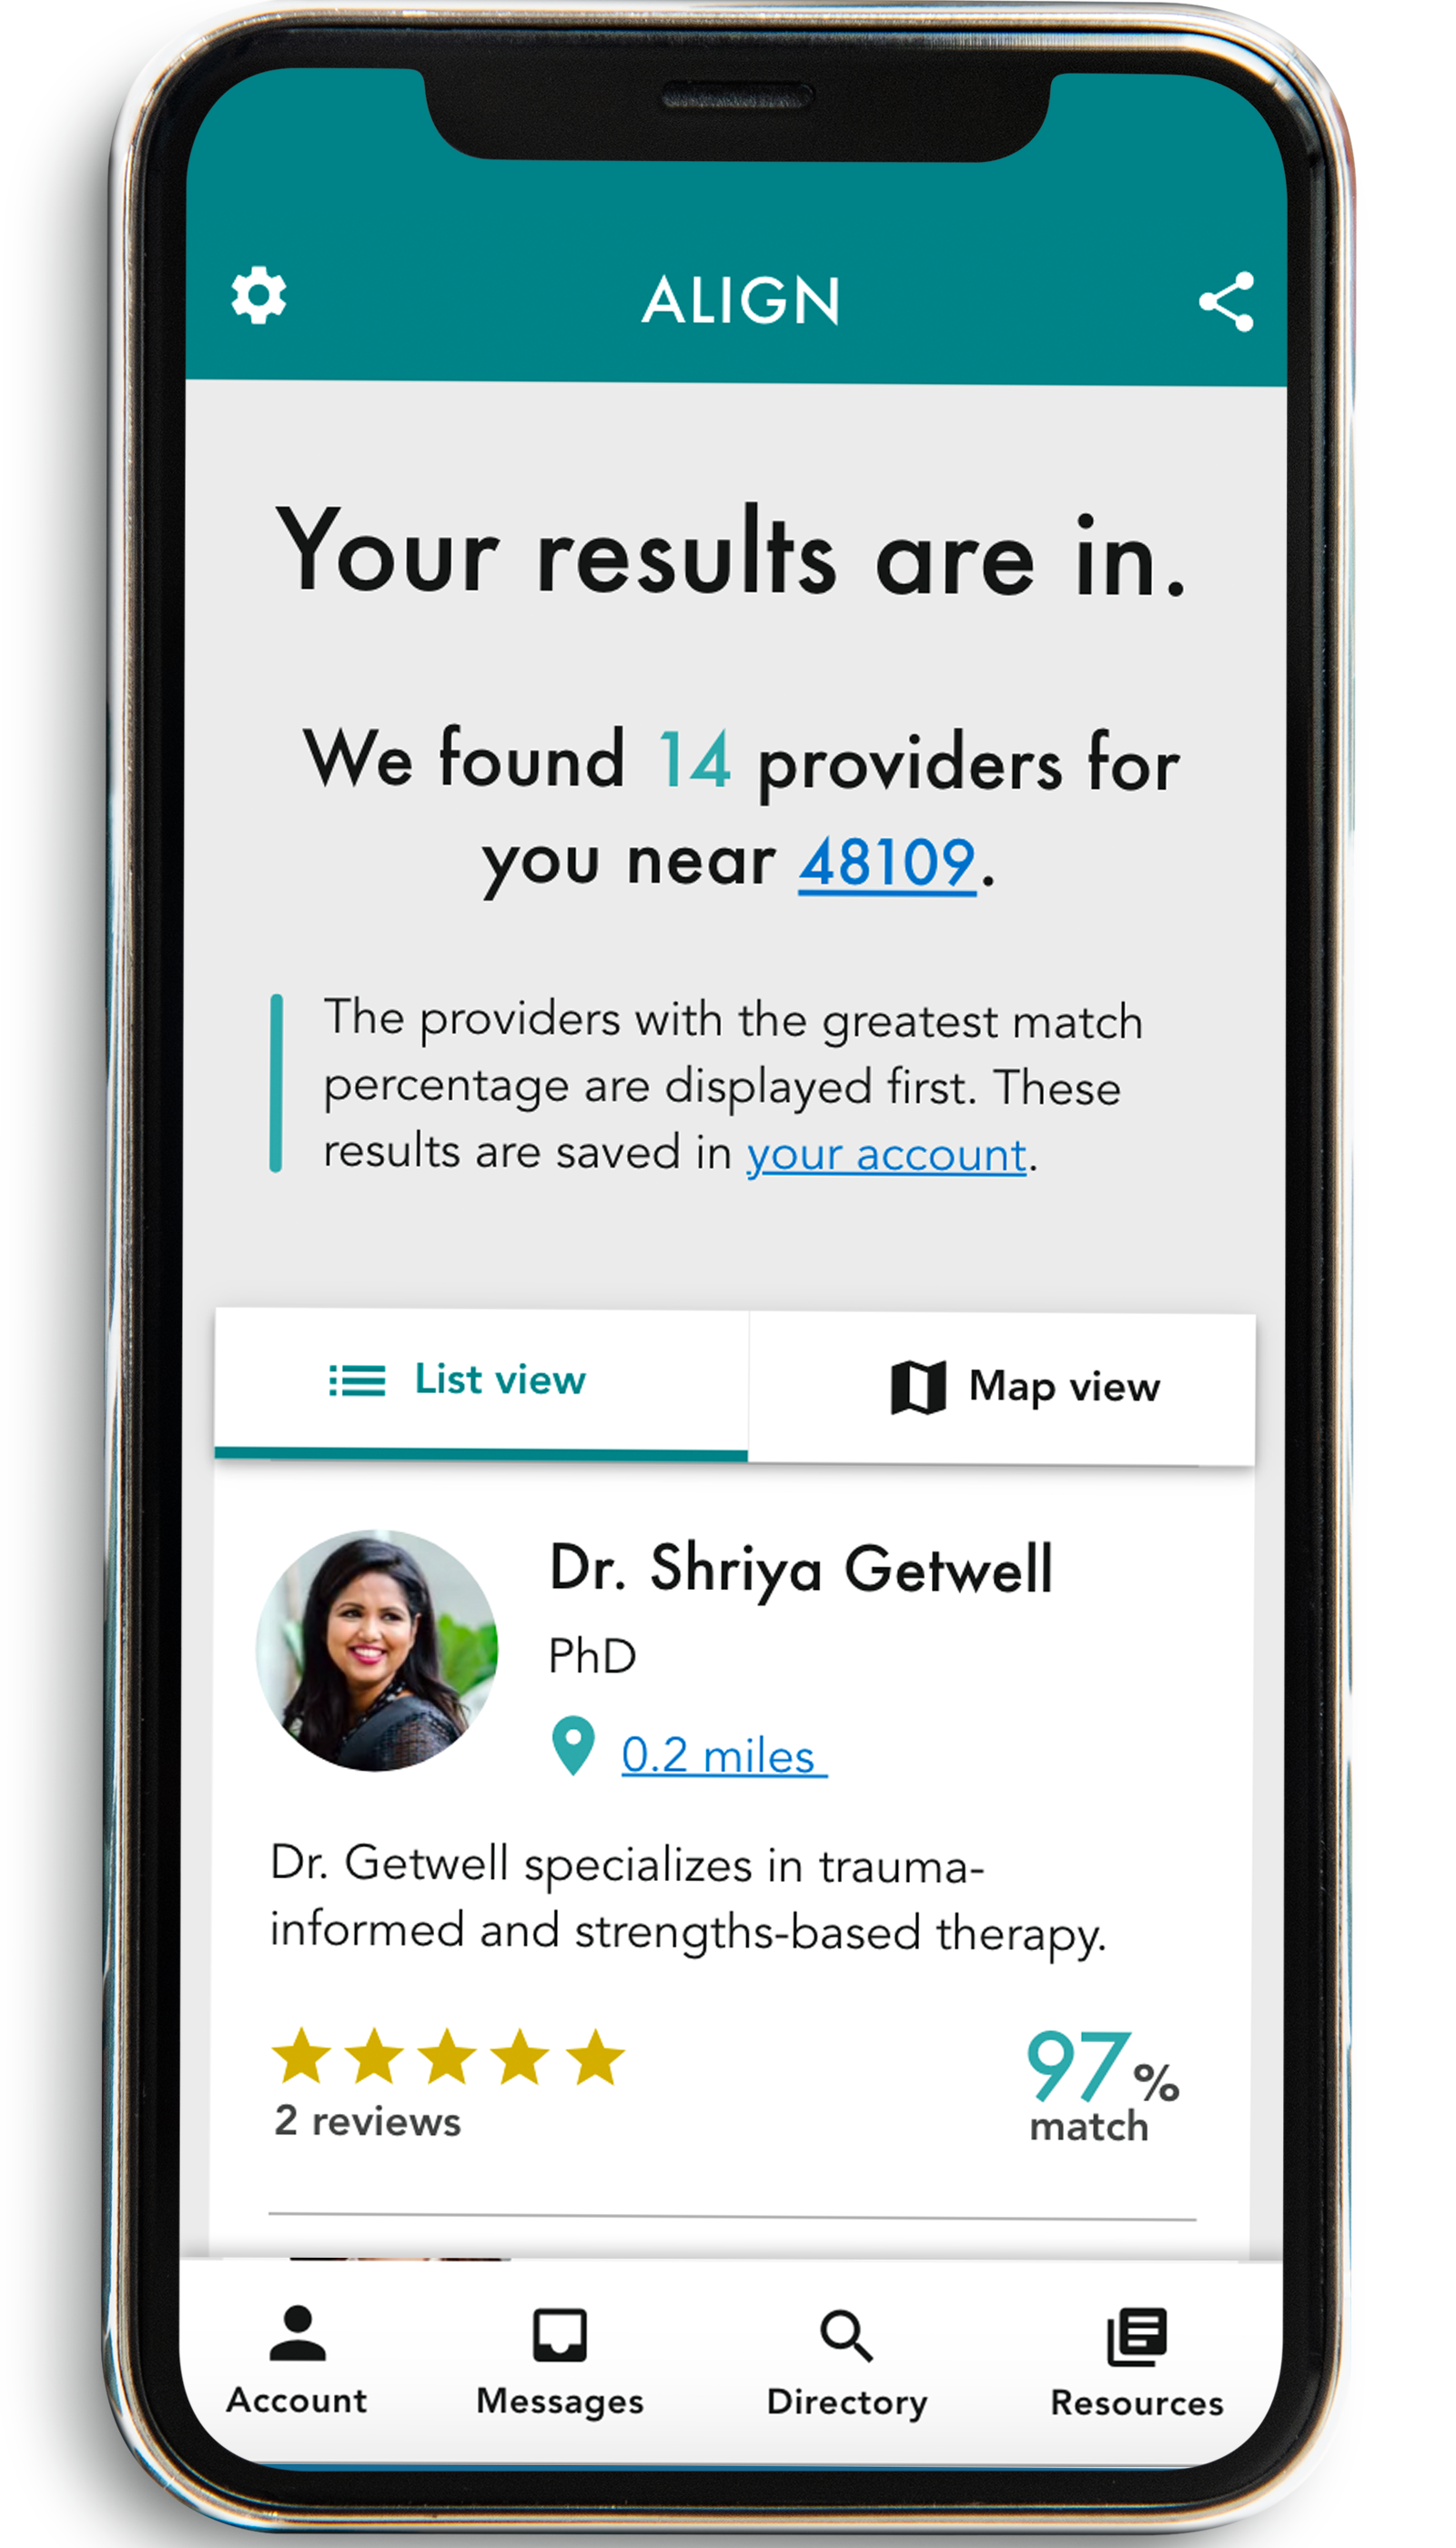 ALIGN
Your results are in.
We found 14 providers for
you near 48109.
The providers with the greatest match
percentage are displayed first. These
results are saved in your account.
List view
Map view
Dr. Shriya Getwell
PhD
0.2 miles
Dr. Getwell specializes in trauma-
informed and strengths-based therapy.
97%
2 reviews
match
Account
Messages
Directory
Resources